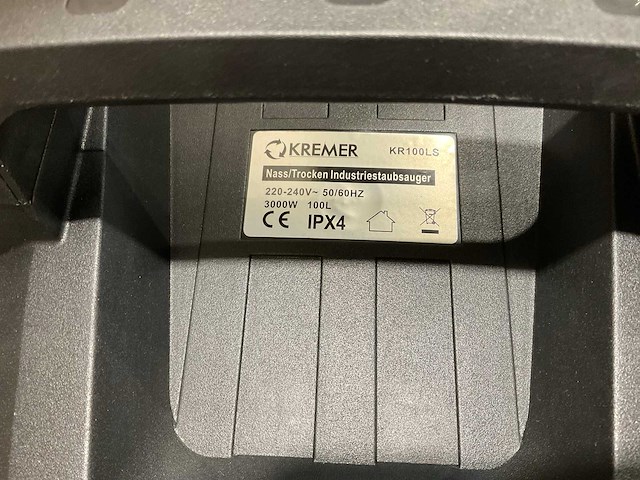 KREMER KR100LS
Nass/Trocken Industriestaubsauger
220-240V~ 50/60HZ
3000W 100L
CE IPX4